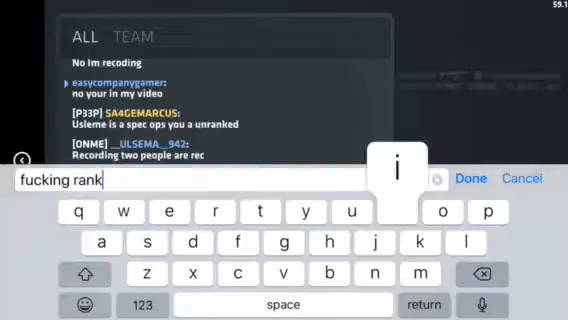 59.1
ALL TEAM
No Im recoding
easycompanygamer:
no your in my video
[P33P] SA4GEMARCUS:
Usleme is a spec ops you a unranked
[ONME] __ULSEMA__942:
Recording two people are rec
i
fucking rank
Done Cancel
q w e r t y u o p
a s d f g h j k l
z x c v b n m
123 space return